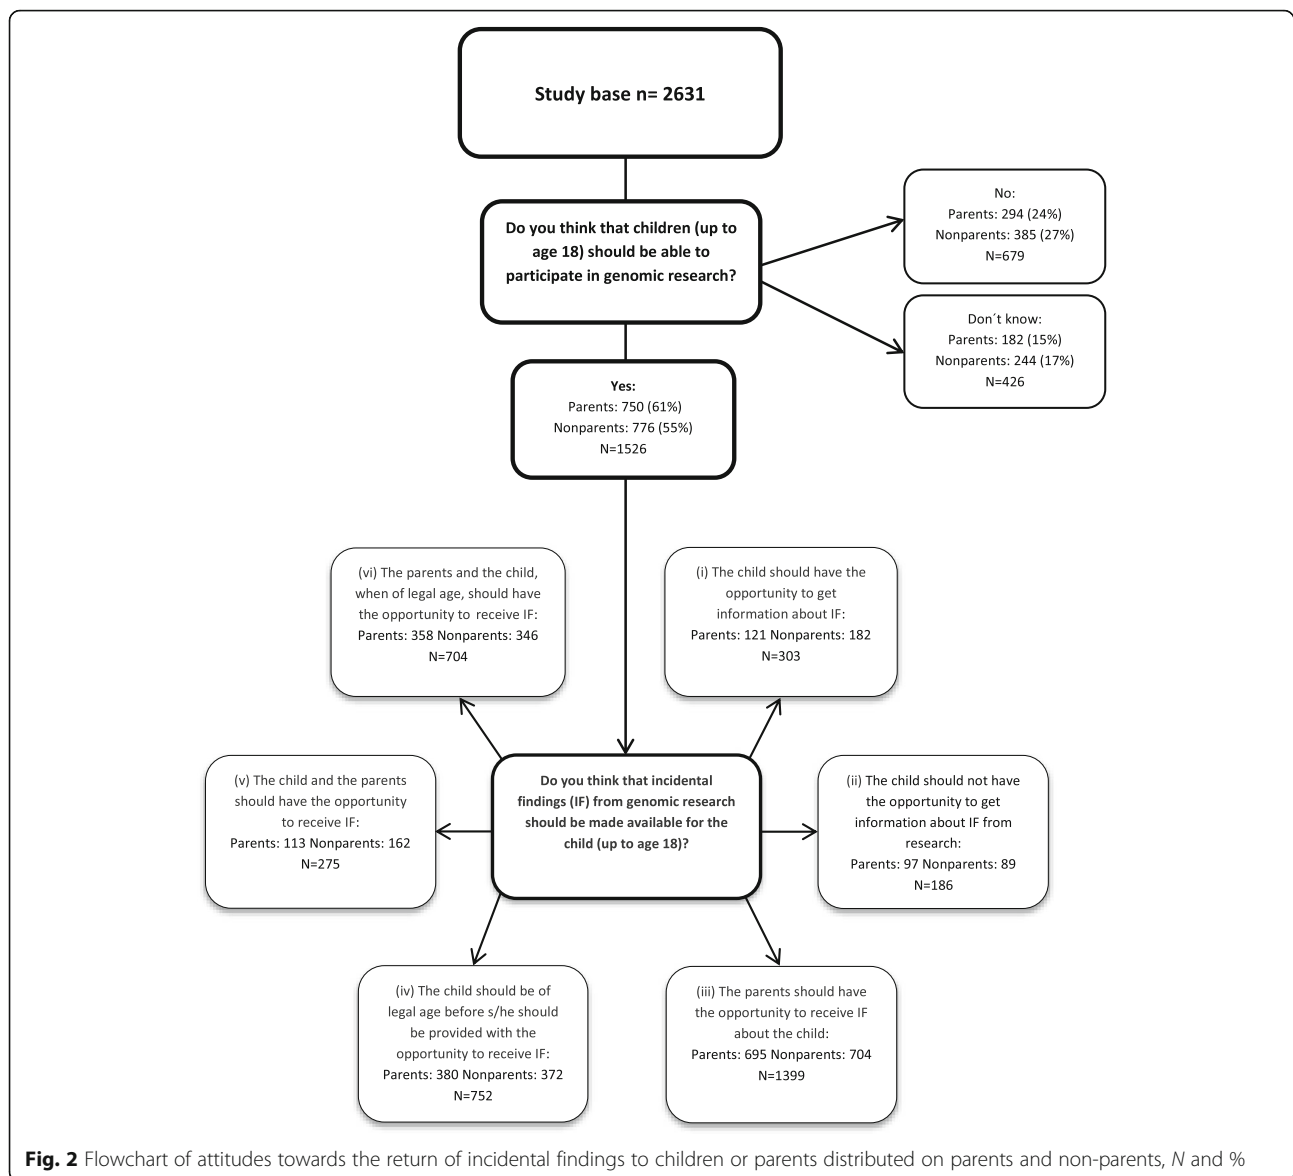 Study base n= 2631
Do you think that children (up to
age 18) should be able to
participate in genomic research?
No:
Parents: 294 (24%)
Nonparents: 385 (27%)
N=679
Don´t know:
Parents: 182 (15%)
Nonparents: 244 (17%)
N=426
Yes:
Parents: 750 (61%)
Nonparents: 776 (55%)
N=1526
(vi) The parents and the child,
when of legal age, should have
the opportunity to receive IF:
Parents: 358 Nonparents: 346
N=704
(i) The child should have the
opportunity to get
information about IF:
Parents: 121 Nonparents: 182
N=303
(v) The child and the parents
should have the opportunity
to receive IF:
Parents: 113 Nonparents: 162
N=275
Do you think that incidental
findings (IF) from genomic research
should be made available for the
child (up to age 18)?
(ii) The child should not have
the opportunity to get
information about IF from
research:
Parents: 97 Nonparents: 89
N=186
(iv) The child should be of
legal age before s/he should
be provided with the
opportunity to receive IF:
Parents: 380 Nonparents: 372
N=752
(iii) The parents should have
the opportunity to receive IF
about the child:
Parents: 695 Nonparents: 704
N=1399
Fig. 2 Flowchart of attitudes towards the return of incidental findings to children or parents distributed on parents and non-parents, N and %